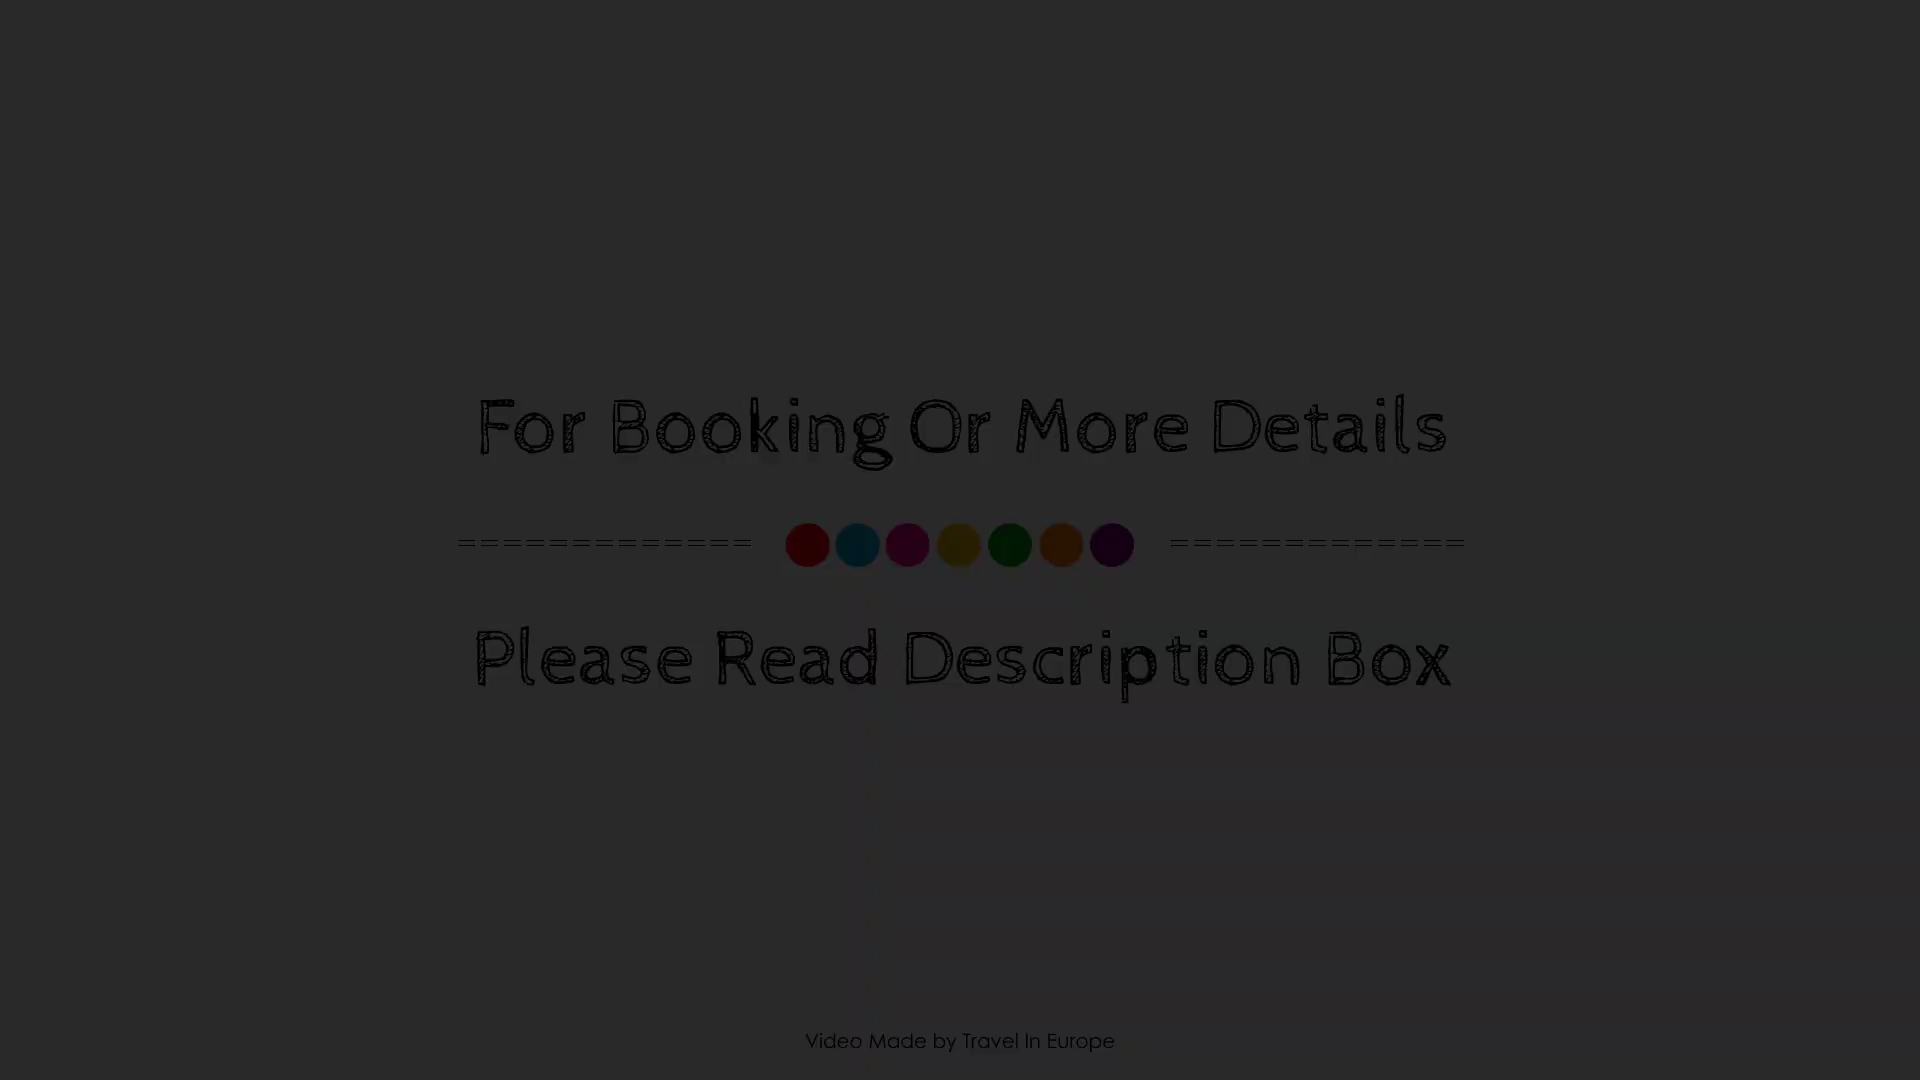 For Booking Or More Details
============= =============
Please Read Description Box
Video Made by Travel In Europe